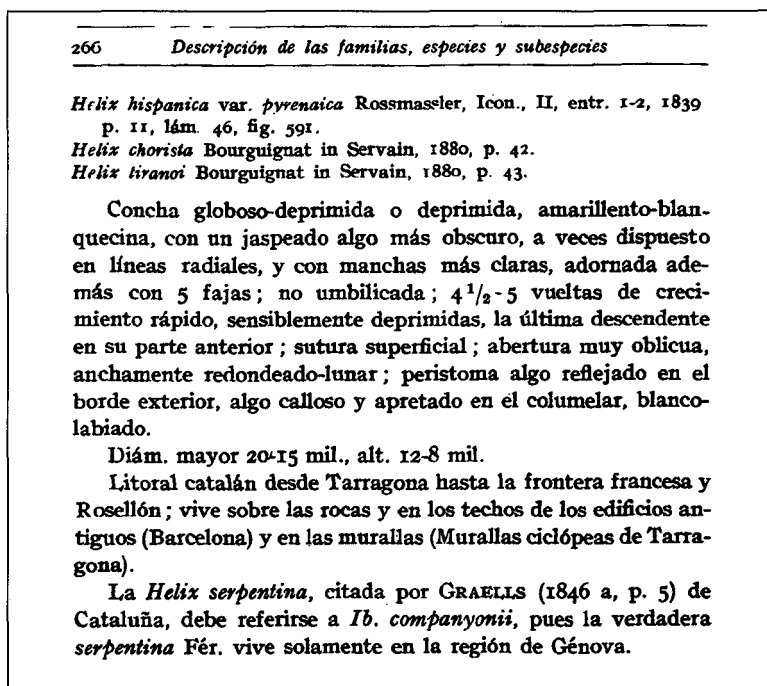 266 Descripción de las familias, especies y subespecies
Helix hispanica var. pyrenaica Rossmassler, Icon., II, entr. 1-2, 1839
p. 11, lám. 46, fig. 591.
Helix chorista Bourguignat in Servain, 1880, p. 42.
Helix tiranoi Bourguignat in Servain, 1880, p. 43.
Concha globoso-deprimida o deprimida, amarillento-blan-
quecina, con un jaspeado algo más obscuro, a veces dispuesto
en líneas radiales, y con manchas más claras, adornada ade-
más con 5 fajas; no umbilicada; 4 1/2-5 vueltas de creci-
miento rápido, sensiblemente deprimidas, la última descendente
en su parte anterior; sutura superficial; abertura muy oblicua,
anchamente redondeado-lunar; peristoma algo reflejado en el
borde exterior, algo calloso y apretado en el columelar, blanco-
labiado.
Diám. mayor 20-15 mil., alt. 12-8 mil.
Litoral catalán desde Tarragona hasta la frontera francesa y
Rosellón; vive sobre las rocas y en los techos de los edificios an-
tiguos (Barcelona) y en las murallas (Murallas ciclópeas de Tarra-
gona).
La Helix serpentina, citada por GRAELLS (1846 a, p. 5) de
Cataluña, debe referirse a Ib. companyonii, pues la verdadera
serpentina Fér. vive solamente en la región de Génova.